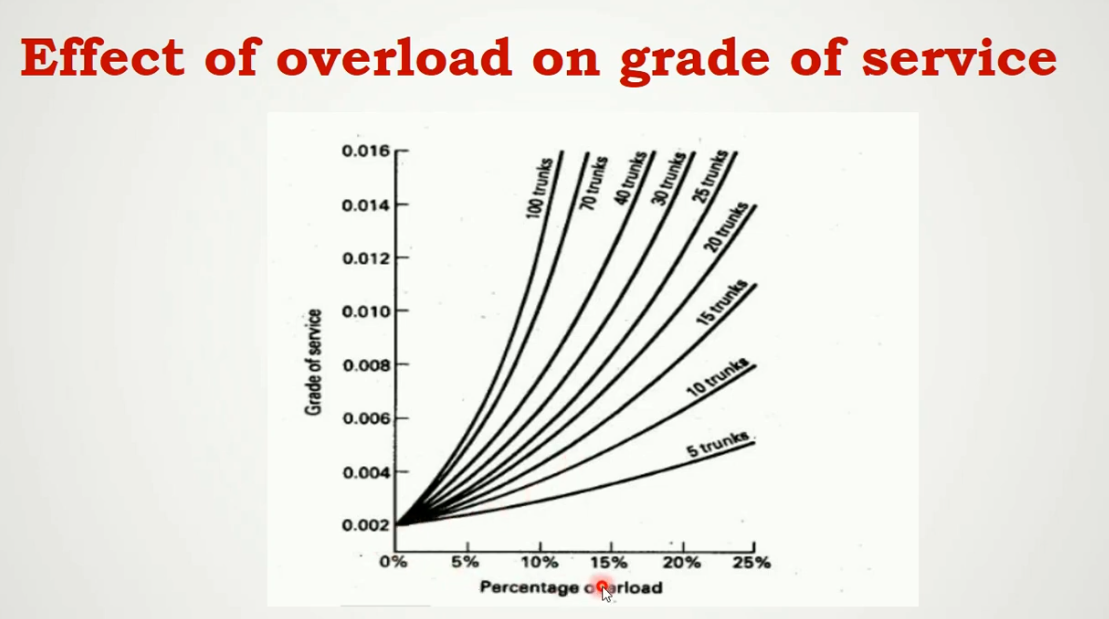 Effect of overload on grade of service
0.016
0.014
0.012
0.010
0.008
0.006
0.004
0.002
Grade of service
100 trunks
70 trunks
40 trunks
30 trunks
25 trunks
20 trunks
15 trunks
10 trunks
5 trunks
0% 5% 10% 15% 20% 25%
Percentage overload